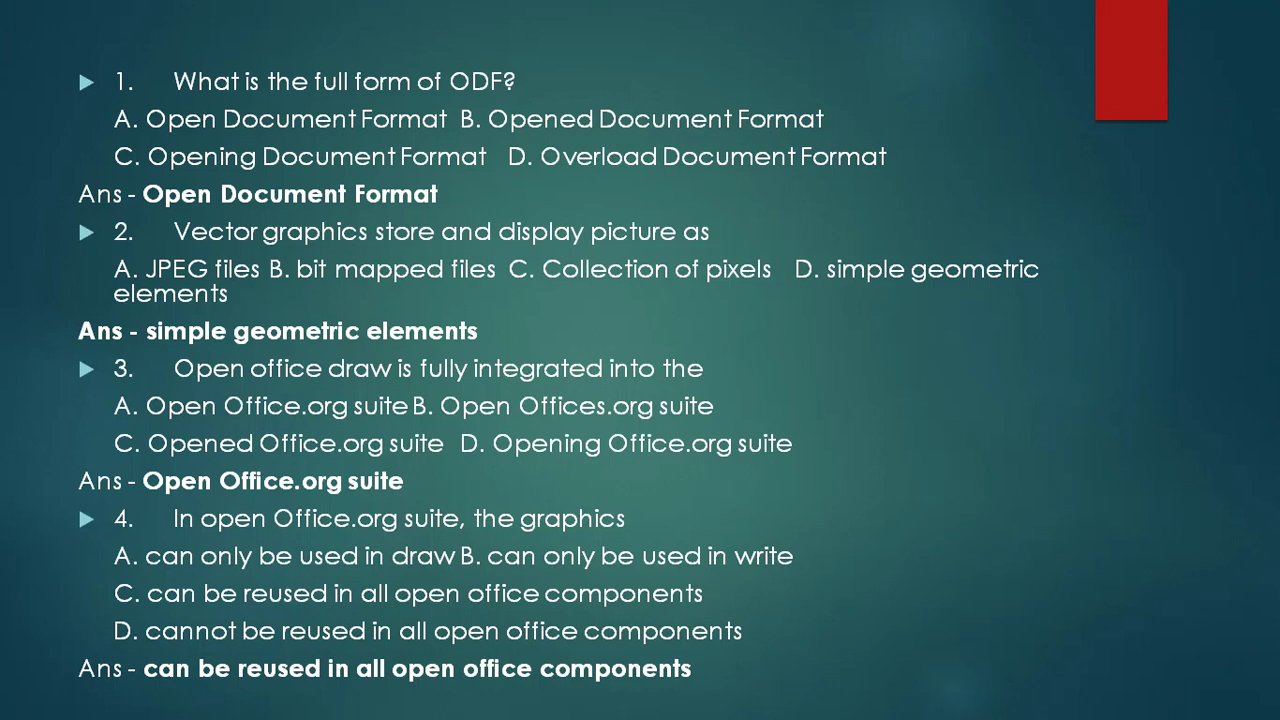 1. What is the full form of ODF?
A. Open Document Format B. Opened Document Format
C. Opening Document Format D. Overload Document Format
Ans - Open Document Format
2. Vector graphics store and display picture as
A. JPEG files B. bit mapped files C. Collection of pixels D. simple geometric
elements
Ans - simple geometric elements
3. Open office draw is fully integrated into the
A. Open Office.org suite B. Open Offices.org suite
C. Opened Office.org suite D. Opening Office.org suite
Ans - Open Office.org suite
4. In open Office.org suite, the graphics
A. can only be used in draw B. can only be used in write
C. can be reused in all open office components
D. cannot be reused in all open office components
Ans - can be reused in all open office components